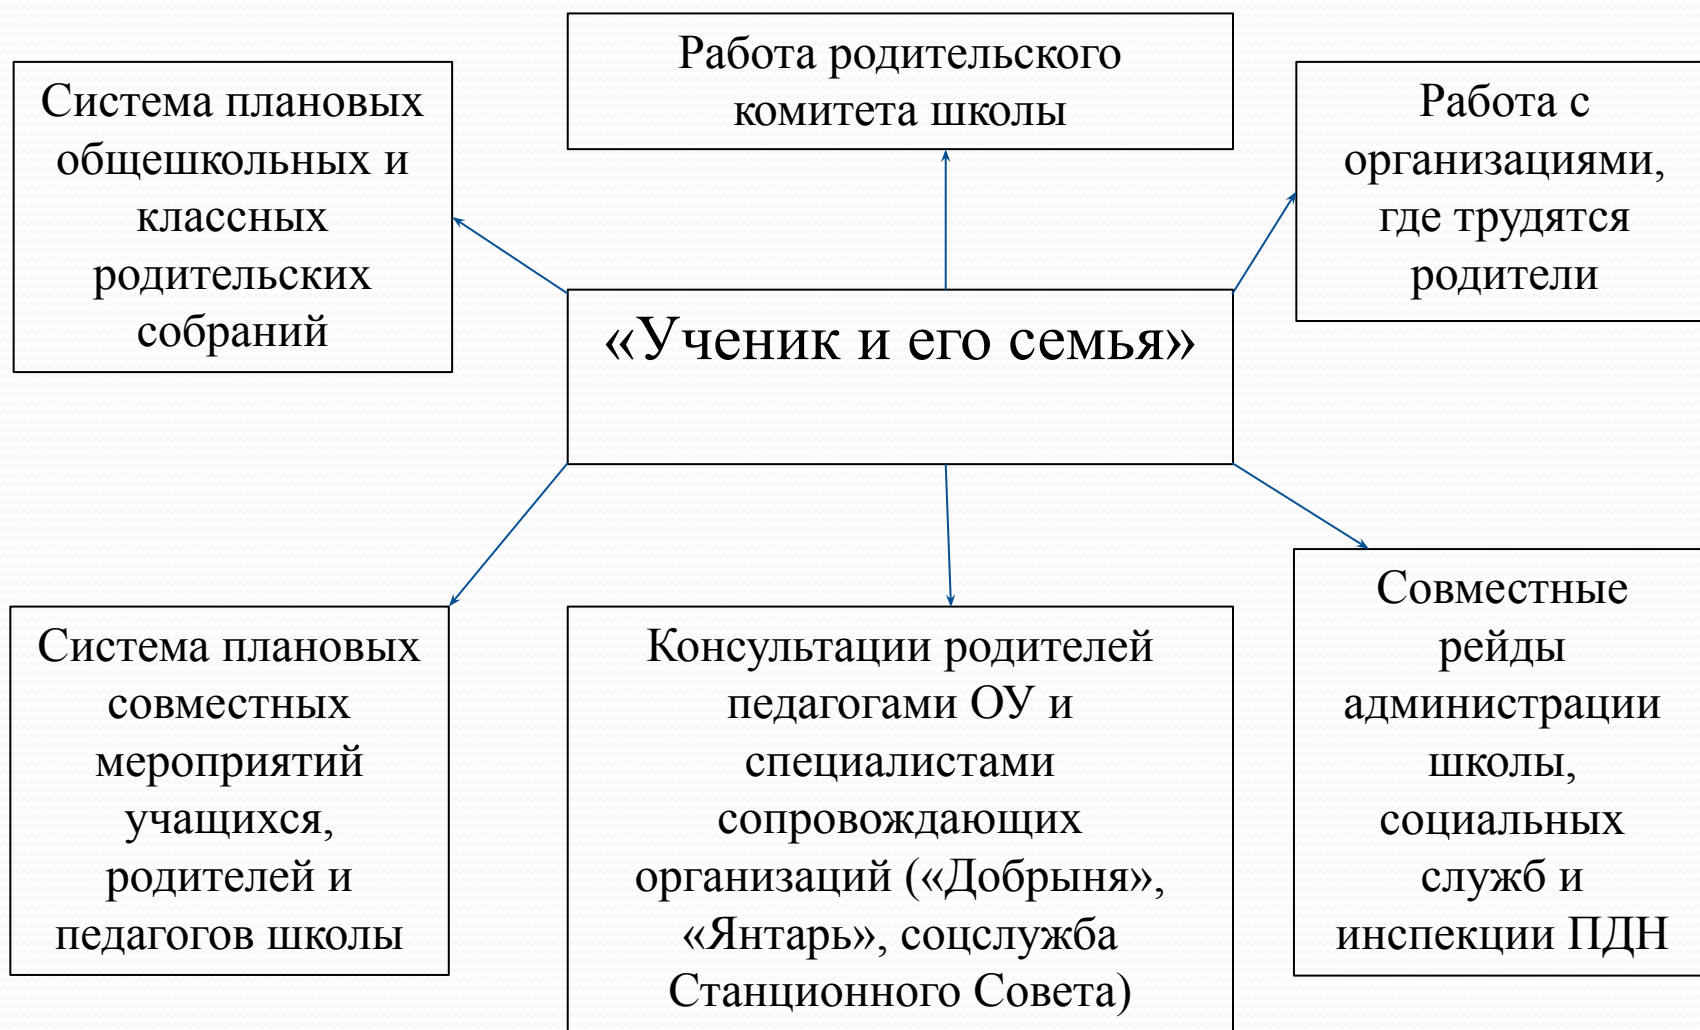 Работа родительского
комитета школы
Система плановых
общешкольных и
классных
родительских
собраний
Работа с
организациями,
где трудятся
родители
«Ученик и его семья»
Система плановых
совместных
мероприятий
учащихся,
родителей и
педагогов школы
Консультации родителей
педагогами ОУ и
специалистами
сопровождающих
организаций («Добрыня»,
«Янтарь», соцслужба
Станционного Совета)
Совместные
рейды
администрации
школы,
социальных
служб и
инспекции ПДН